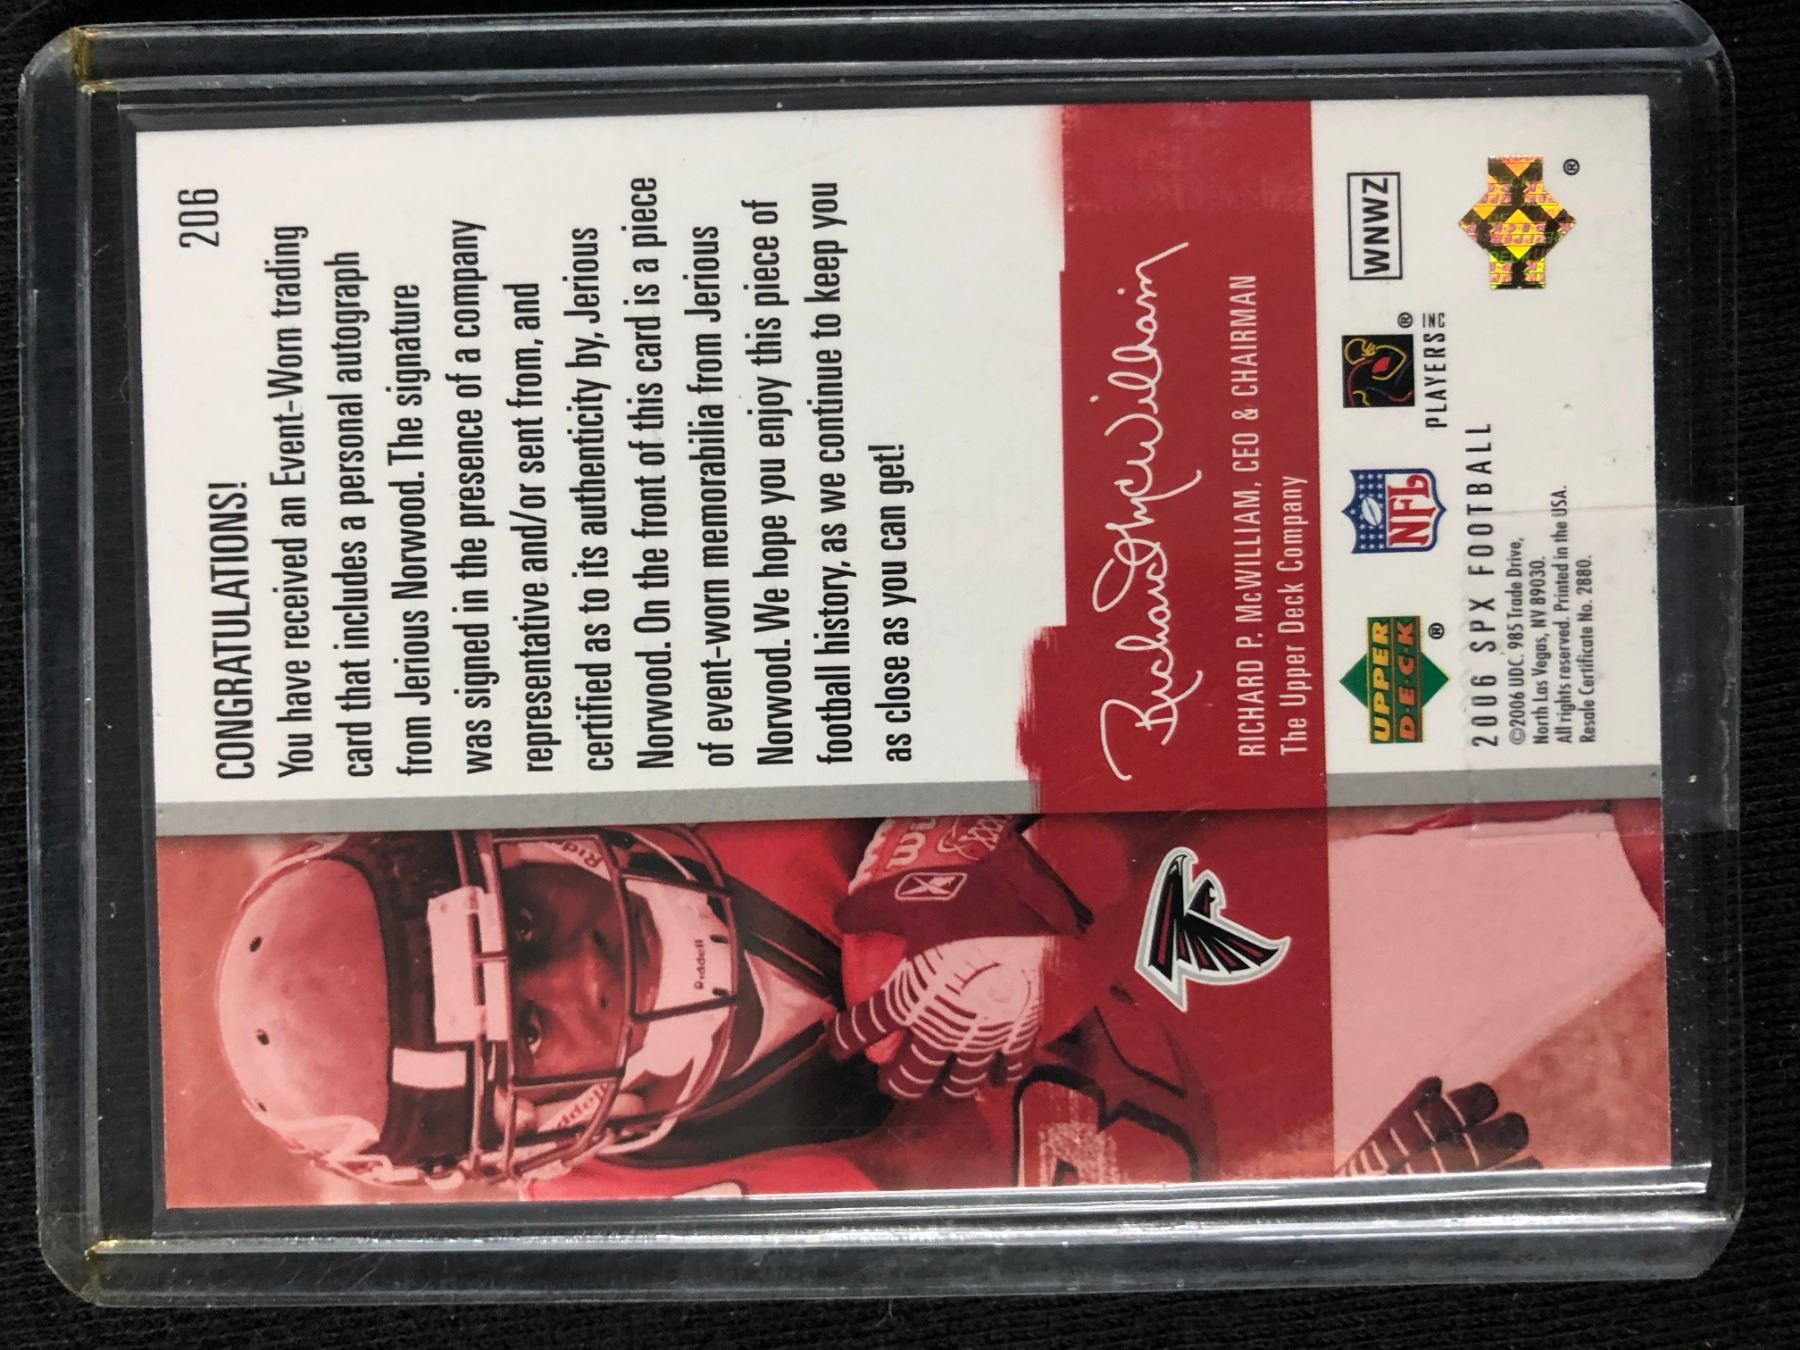 206
CONGRATULATIONS!
You have received an Event-Worn trading
card that includes a personal autograph
from Jerious Norwood. The signature
was signed in the presence of a company
representative and/or sent from, and
certified as to its authenticity by, Jerious
Norwood. On the front of this card is a piece
of event-worn memorabilia from Jerious
Norwood. We hope you enjoy this piece of
football history, as we continue to keep you
as close as you can get!
Richard McWilliam
RICHARD P. McWILLIAM, CEO & CHAIRMAN
The Upper Deck Company
UPPER
D•E•C•K
®
NFL
®
PLAYERS INC
WNWZ
2006 SPX FOOTBALL
©2006 UDC. 985 Trade Drive,
North Las Vegas, NV 89030.
All rights reserved. Printed in the USA.
Resale Certificate No. 2880.
®
Riddell